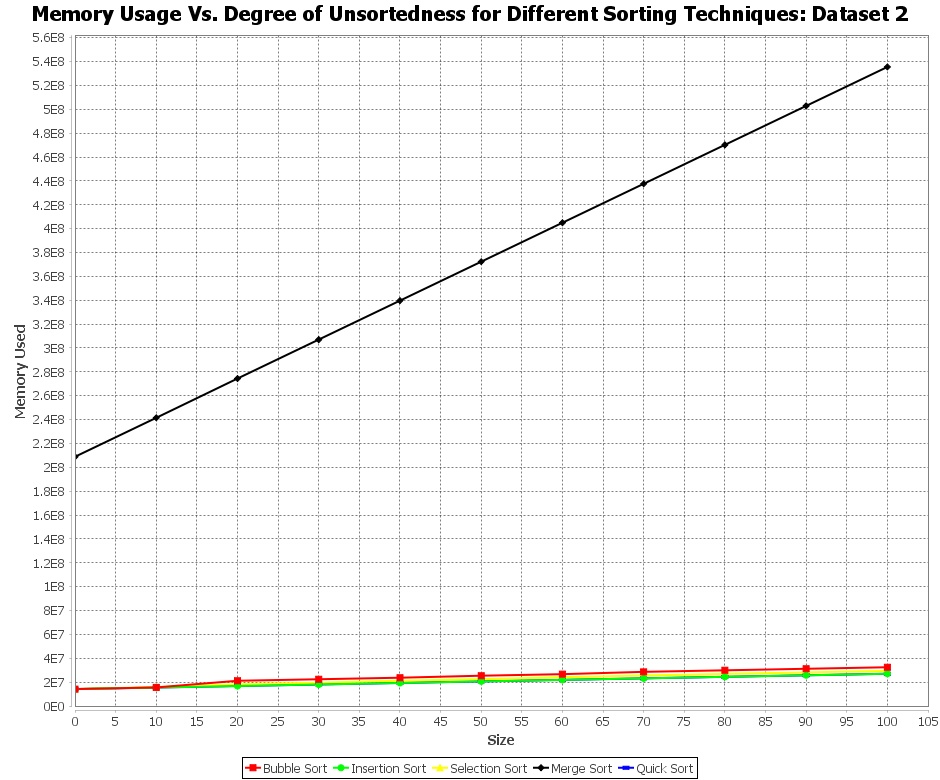 Memory Usage Vs. Degree of Unsortedness for Different Sorting Techniques: Dataset 2
5.6E8
5.4E8
5.2E8
5E8
4.8E8
4.6E8
4.4E8
4.2E8
4E8
3.8E8
3.6E8
3.4E8
3.2E8
3E8
2.8E8
2.6E8
2.4E8
2.2E8
2E8
1.8E8
1.6E8
1.4E8
1.2E8
1E8
8E7
6E7
4E7
2E7
0E0
Memory Used
0 5 10 15 20 25 30 35 40 45 50 55 60 65 70 75 80 85 90 95 100 105
Size
Bubble Sort Insertion Sort Selection Sort Merge Sort Quick Sort